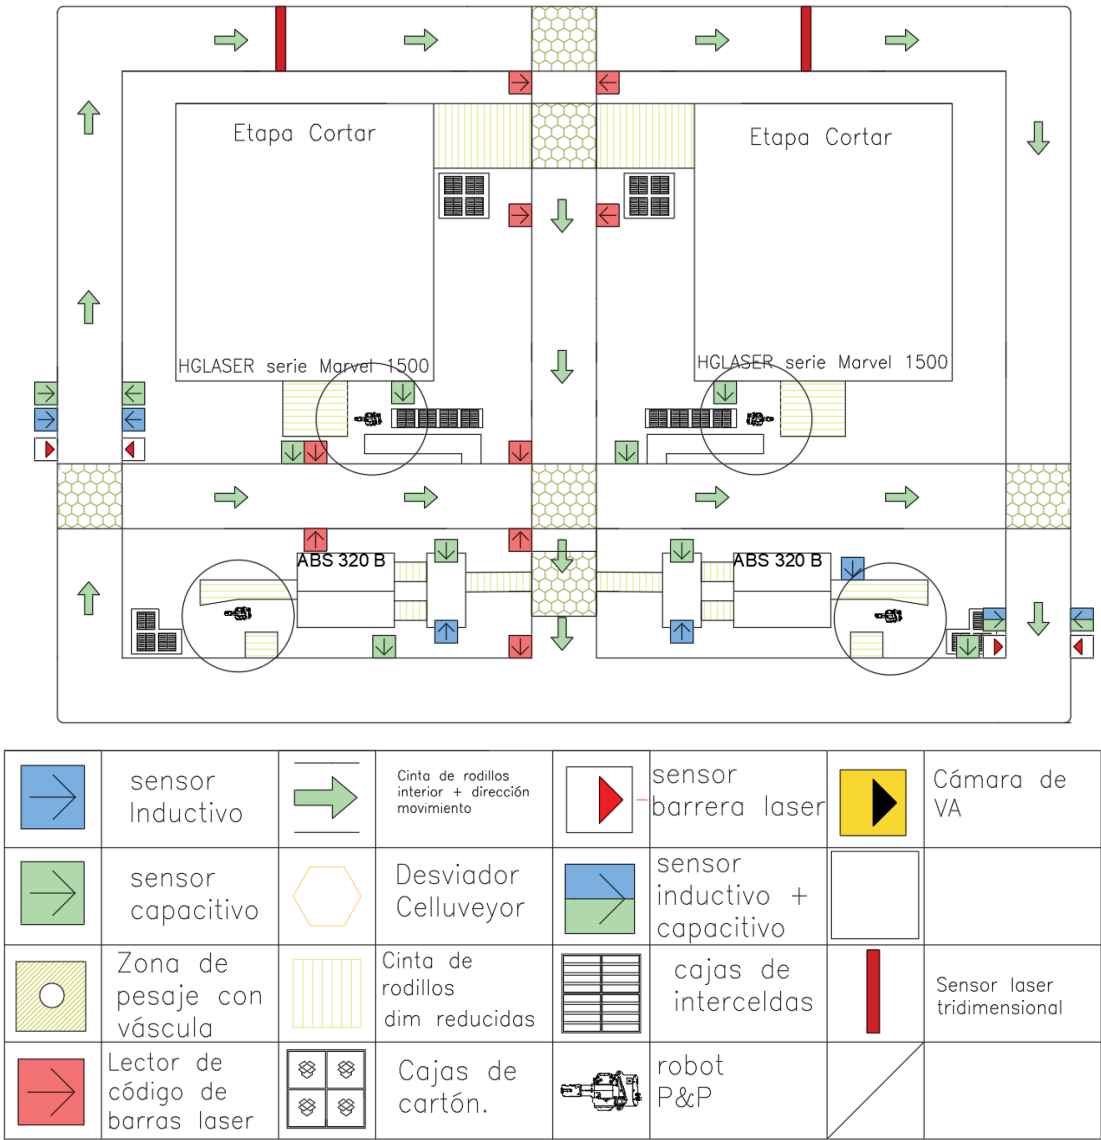 Etapa Cortar
Etapa Cortar
HGLASER serie Marvel 1500
HGLASER serie Marvel 1500
ABS 320 B
ABS 320 B
sensor
Inductivo
Cinta de rodillos
interior + dirección
movimiento
sensor
barrera laser
Cámara de
VA
sensor
capacitivo
Desviador
Celluveyor
sensor
inductivo +
capacitivo
Zona de
pesaje con
váscula
Cinta de
rodillos
dim reducidas
cajas de
interceldas
Sensor laser
tridimensional
Lector de
código de
barras laser
Cajas de
cartón.
robot
P&P